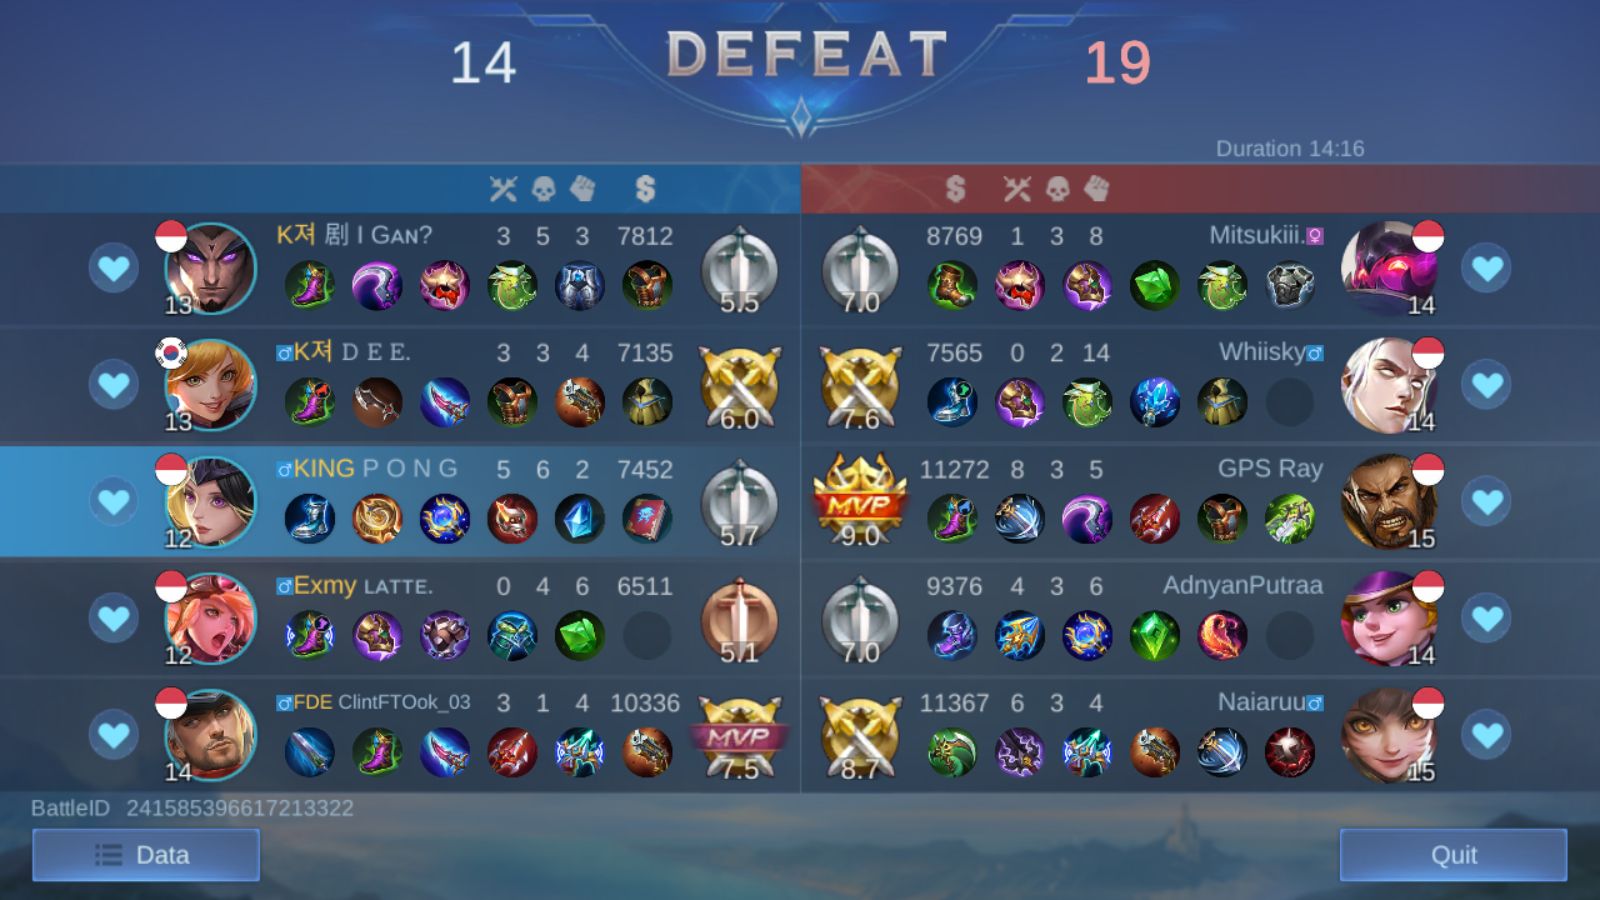 14 DEFEAT 19
Duration 14:16
K져 剧 I GAN? 3 5 3 7812
13 5.5
8769 1 3 8 Mitsukiii.♀
7.0 14
♂K져 D E E. 3 3 4 7135
13 6.0
7565 0 2 14 Whiisky♂
7.6 14
♂KING P O N G 5 6 2 7452
12 5.7
11272 8 3 5 GPS Ray
MVP 9.0 15
♂Exmy LATTE. 0 4 6 6511
12 5.1
9376 4 3 6 AdnyanPutraa
7.0 14
♂FDE ClintFTOok_03 3 1 4 10336
14 MVP 7.5
11367 6 3 4 Naiaruu♂
8.7 15
BattleID 241585396617213322
Data Quit